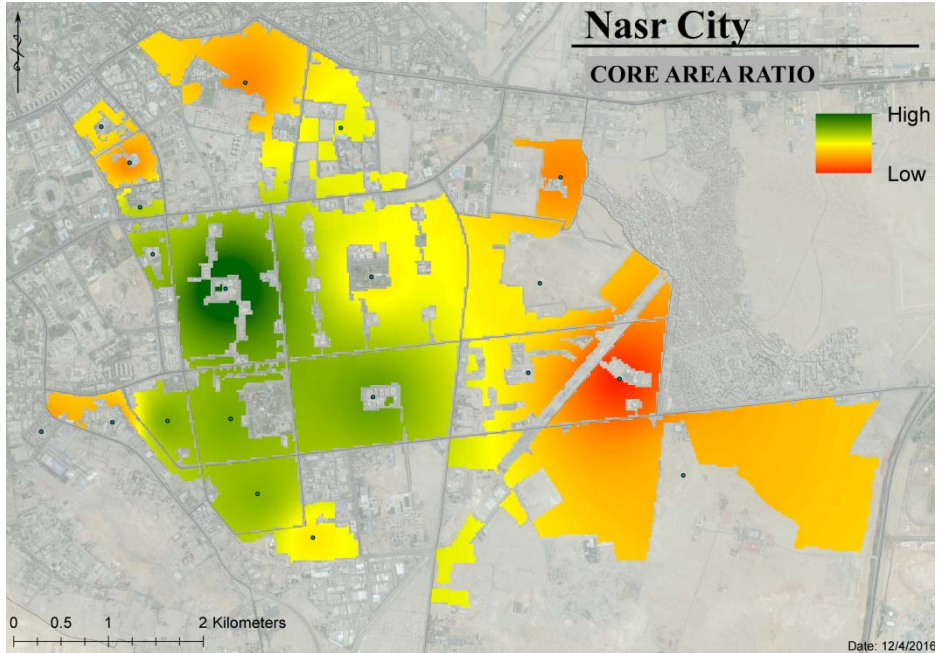 Nasr City
CORE AREA RATIO
High
Low
0 0.5 1 2 Kilometers
Date: 12/4/2016